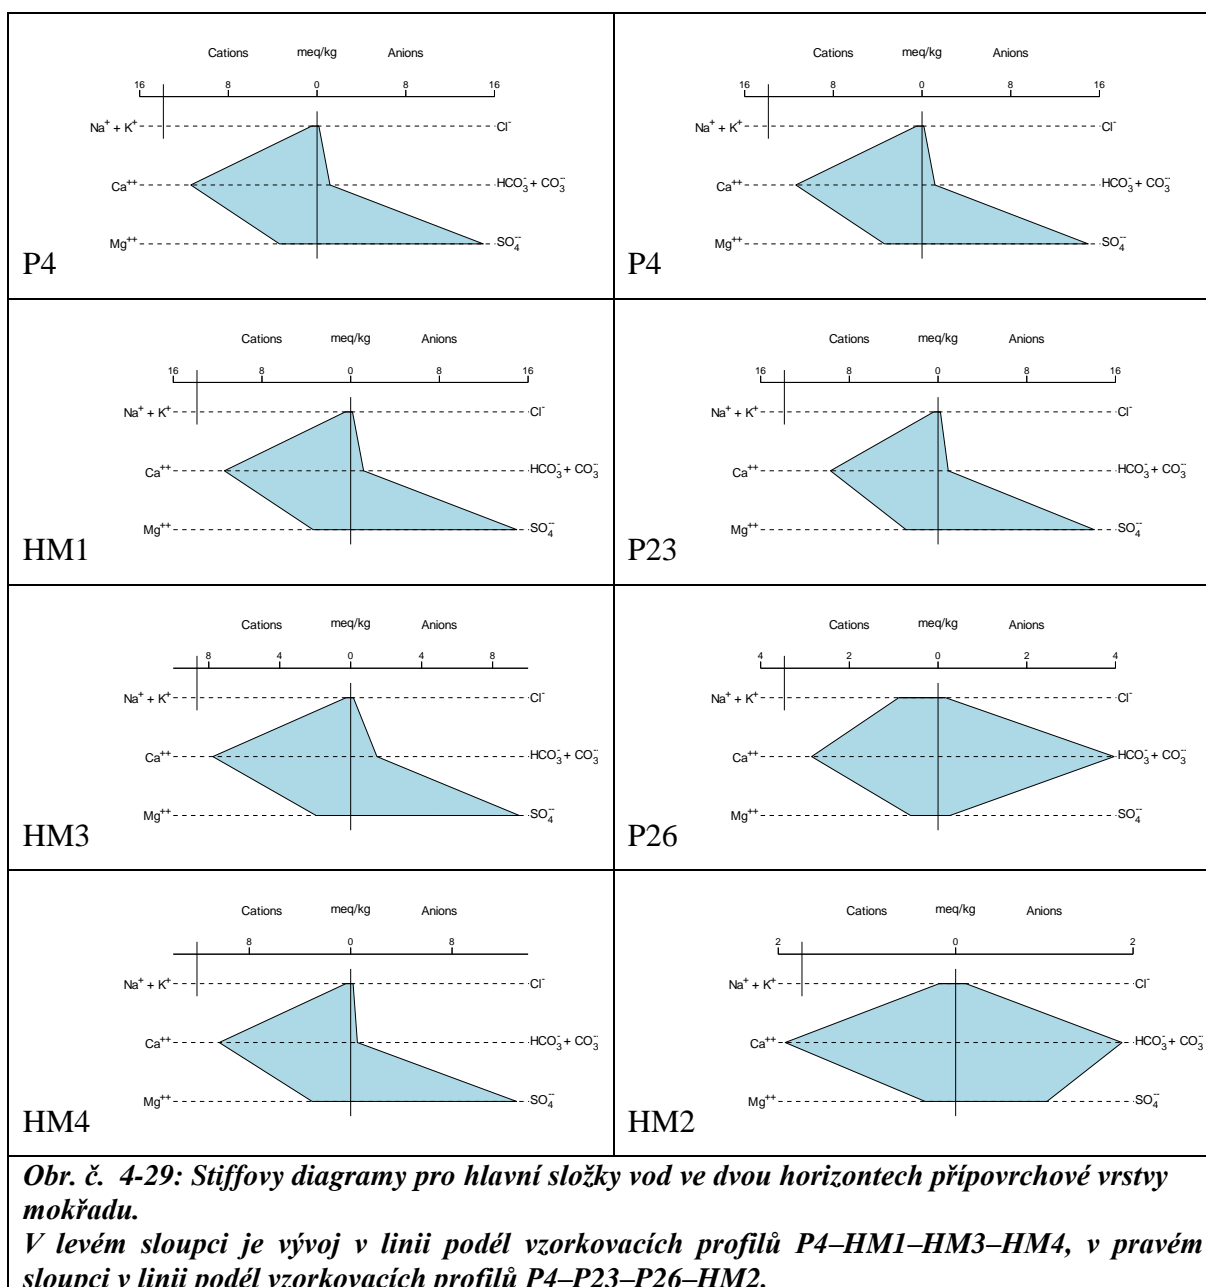 Cations meq/kg Anions
16 8 0 8 16
Na⁺ + K⁺ Cl⁻
Ca⁺⁺ HCO₃⁻ + CO₃⁻⁻
Mg⁺⁺ SO₄⁻⁻
P4
Cations meq/kg Anions
16 8 0 8 16
Na⁺ + K⁺ Cl⁻
Ca⁺⁺ HCO₃⁻ + CO₃⁻⁻
Mg⁺⁺ SO₄⁻⁻
P4
Cations meq/kg Anions
16 8 0 8 16
Na⁺ + K⁺ Cl⁻
Ca⁺⁺ HCO₃⁻ + CO₃⁻⁻
Mg⁺⁺ SO₄⁻⁻
HM1
Cations meq/kg Anions
16 8 0 8 16
Na⁺ + K⁺ Cl⁻
Ca⁺⁺ HCO₃⁻ + CO₃⁻⁻
Mg⁺⁺ SO₄⁻⁻
P23
Cations meq/kg Anions
8 4 0 4 8
Na⁺ + K⁺ Cl⁻
Ca⁺⁺ HCO₃⁻ + CO₃⁻⁻
Mg⁺⁺ SO₄⁻⁻
HM3
Cations meq/kg Anions
4 2 0 2 4
Na⁺ + K⁺ Cl⁻
Ca⁺⁺ HCO₃⁻ + CO₃⁻⁻
Mg⁺⁺ SO₄⁻⁻
P26
Cations meq/kg Anions
8 0 8
Na⁺ + K⁺ Cl⁻
Ca⁺⁺ HCO₃⁻ + CO₃⁻⁻
Mg⁺⁺ SO₄⁻⁻
HM4
Cations meq/kg Anions
2 0 2
Na⁺ + K⁺ Cl⁻
Ca⁺⁺ HCO₃⁻ + CO₃⁻⁻
Mg⁺⁺ SO₄⁻⁻
HM2
Obr. č. 4-29: Stiffovy diagramy pro hlavní složky vod ve dvou horizontech přípovrchové vrstvy
mokřadu.
V levém sloupci je vývoj v linii podél vzorkovacích profilů P4–HM1–HM3–HM4, v pravém
sloupci v linii podél vzorkovacích profilů P4–P23–P26–HM2.